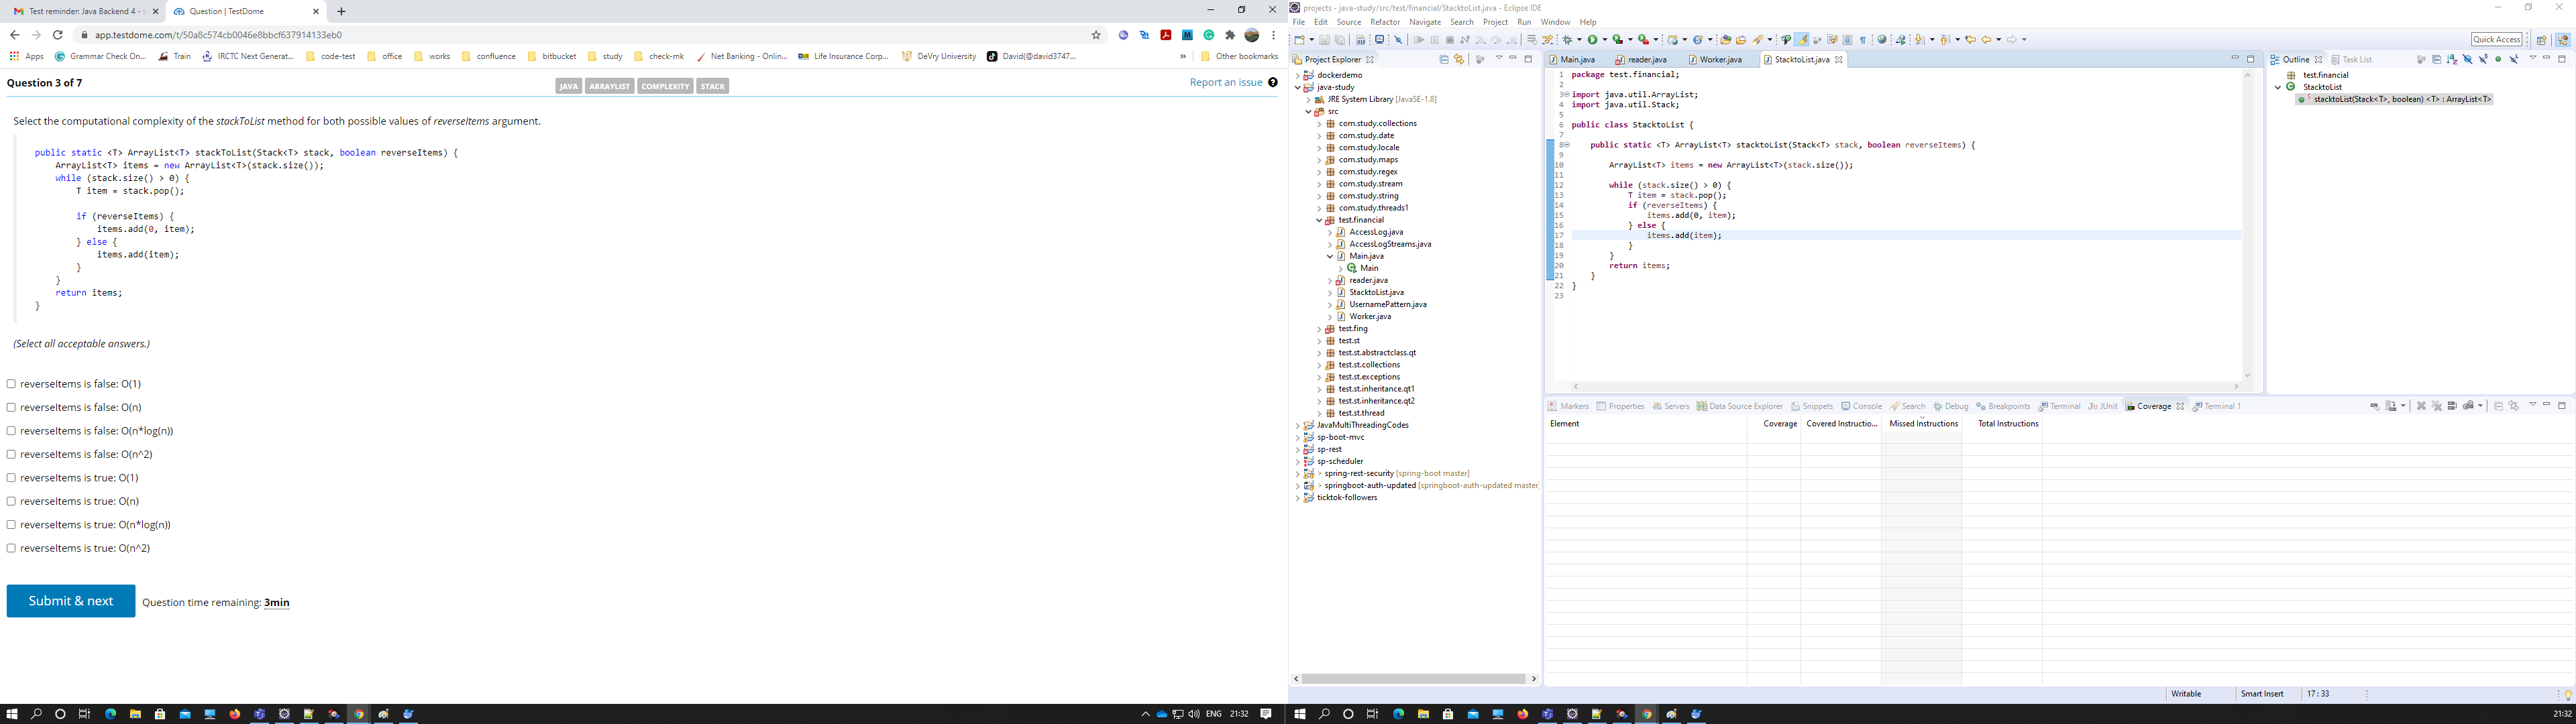 Test reminder: Java Backend 4 - t
Question | TestDome
app.testdome.com/t/50a8c574cb0046e8bbcf637914133eb0
Apps
Grammar Check On...
Train
IRCTC Next Generat...
code-test
office
works
confluence
bitbucket
study
check-mk
Net Banking - Onlin...
Life Insurance Corp...
DeVry University
David(@david3747...
»
Other bookmarks
Question 3 of 7
JAVA
ARRAYLIST
COMPLEXITY
STACK
Report an issue
Select the computational complexity of the stackToList method for both possible values of reverseItems argument.
public static <T> ArrayList<T> stackToList(Stack<T> stack, boolean reverseItems) {
ArrayList<T> items = new ArrayList<T>(stack.size());
while (stack.size() > 0) {
T item = stack.pop();
if (reverseItems) {
items.add(0, item);
} else {
items.add(item);
}
}
return items;
}
(Select all acceptable answers.)
reverseItems is false: O(1)
reverseItems is false: O(n)
reverseItems is false: O(n*log(n))
reverseItems is false: O(n^2)
reverseItems is true: O(1)
reverseItems is true: O(n)
reverseItems is true: O(n*log(n))
reverseItems is true: O(n^2)
Submit & next
Question time remaining: 3min
ENG
21:32
projects - java-study/src/test/financial/StacktoList.java - Eclipse IDE
File Edit Source Refactor Navigate Search Project Run Window Help
Quick Access
Project Explorer
dockerdemo
java-study
JRE System Library [JavaSE-1.8]
src
com.study.collections
com.study.date
com.study.locale
com.study.maps
com.study.regex
com.study.stream
com.study.string
com.study.threads1
test.financial
AccessLog.java
AccessLogStreams.java
Main.java
Main
reader.java
StacktoList.java
UsernamePattern.java
Worker.java
test.fing
test.st
test.st.abstractclass.qt
test.st.collections
test.st.exceptions
test.st.inheritance.qt1
test.st.inheritance.qt2
test.st.thread
JavaMultiThreadingCodes
sp-boot-mvc
sp-rest
sp-scheduler
> spring-rest-security [spring-boot master]
> springboot-auth-updated [springboot-auth-updated master
ticktok-followers
Main.java
reader.java
Worker.java
StacktoList.java
1 package test.financial;
2
3 import java.util.ArrayList;
4 import java.util.Stack;
5
6 public class StacktoList {
7
8 public static <T> ArrayList<T> stacktoList(Stack<T> stack, boolean reverseItems) {
9
10 ArrayList<T> items = new ArrayList<T>(stack.size());
11
12 while (stack.size() > 0) {
13 T item = stack.pop();
14 if (reverseItems) {
15 items.add(0, item);
16 } else {
17 items.add(item);
18 }
19 }
20 return items;
21 }
22 }
23
Outline
Task List
test.financial
StacktoList
stacktoList(Stack<T>, boolean) <T> : ArrayList<T>
Markers
Properties
Servers
Data Source Explorer
Snippets
Console
Search
Debug
Breakpoints
Terminal
JUnit
Coverage
Terminal 1
Element
Coverage
Covered Instructio...
Missed Instructions
Total Instructions
Writable
Smart Insert
17 : 33
21:32